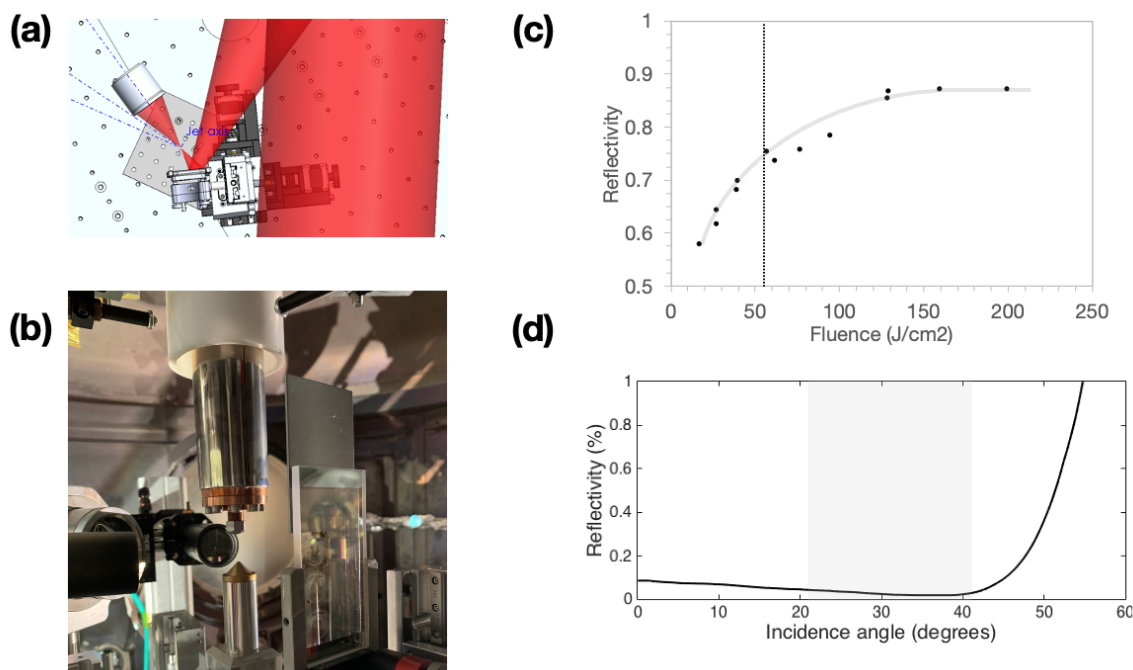 (a)
Jet axis
(b)
(c)
1
0.9
0.8
0.7
0.6
0.5
0
50
100
150
200
250
Reflectivity
Fluence (J/cm2)
(d)
1
0.8
0.6
0.4
0.2
0
0
10
20
30
40
50
60
Reflectivity (%)
Incidence angle (degrees)